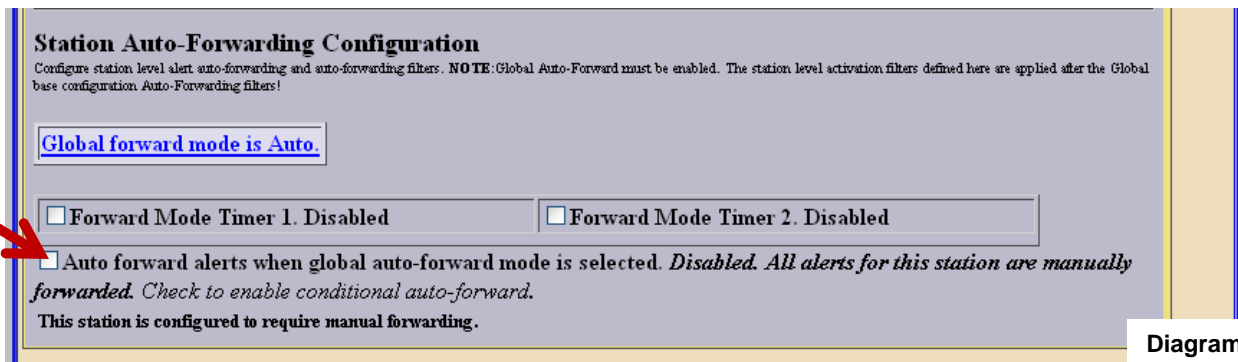 Station Auto-Forwarding Configuration
Configure station level alert auto-forwarding and auto-forwarding filters. NOTE:Global Auto-Forward must be enabled. The station level activation filters defined here are applied after the Global
base configuration Auto-Forwarding filters!
Global forward mode is Auto.
Forward Mode Timer 1. Disabled
Forward Mode Timer 2. Disabled
Auto forward alerts when global auto-forward mode is selected. Disabled. All alerts for this station are manually
forwarded. Check to enable conditional auto-forward.
This station is configured to require manual forwarding.
Diagram